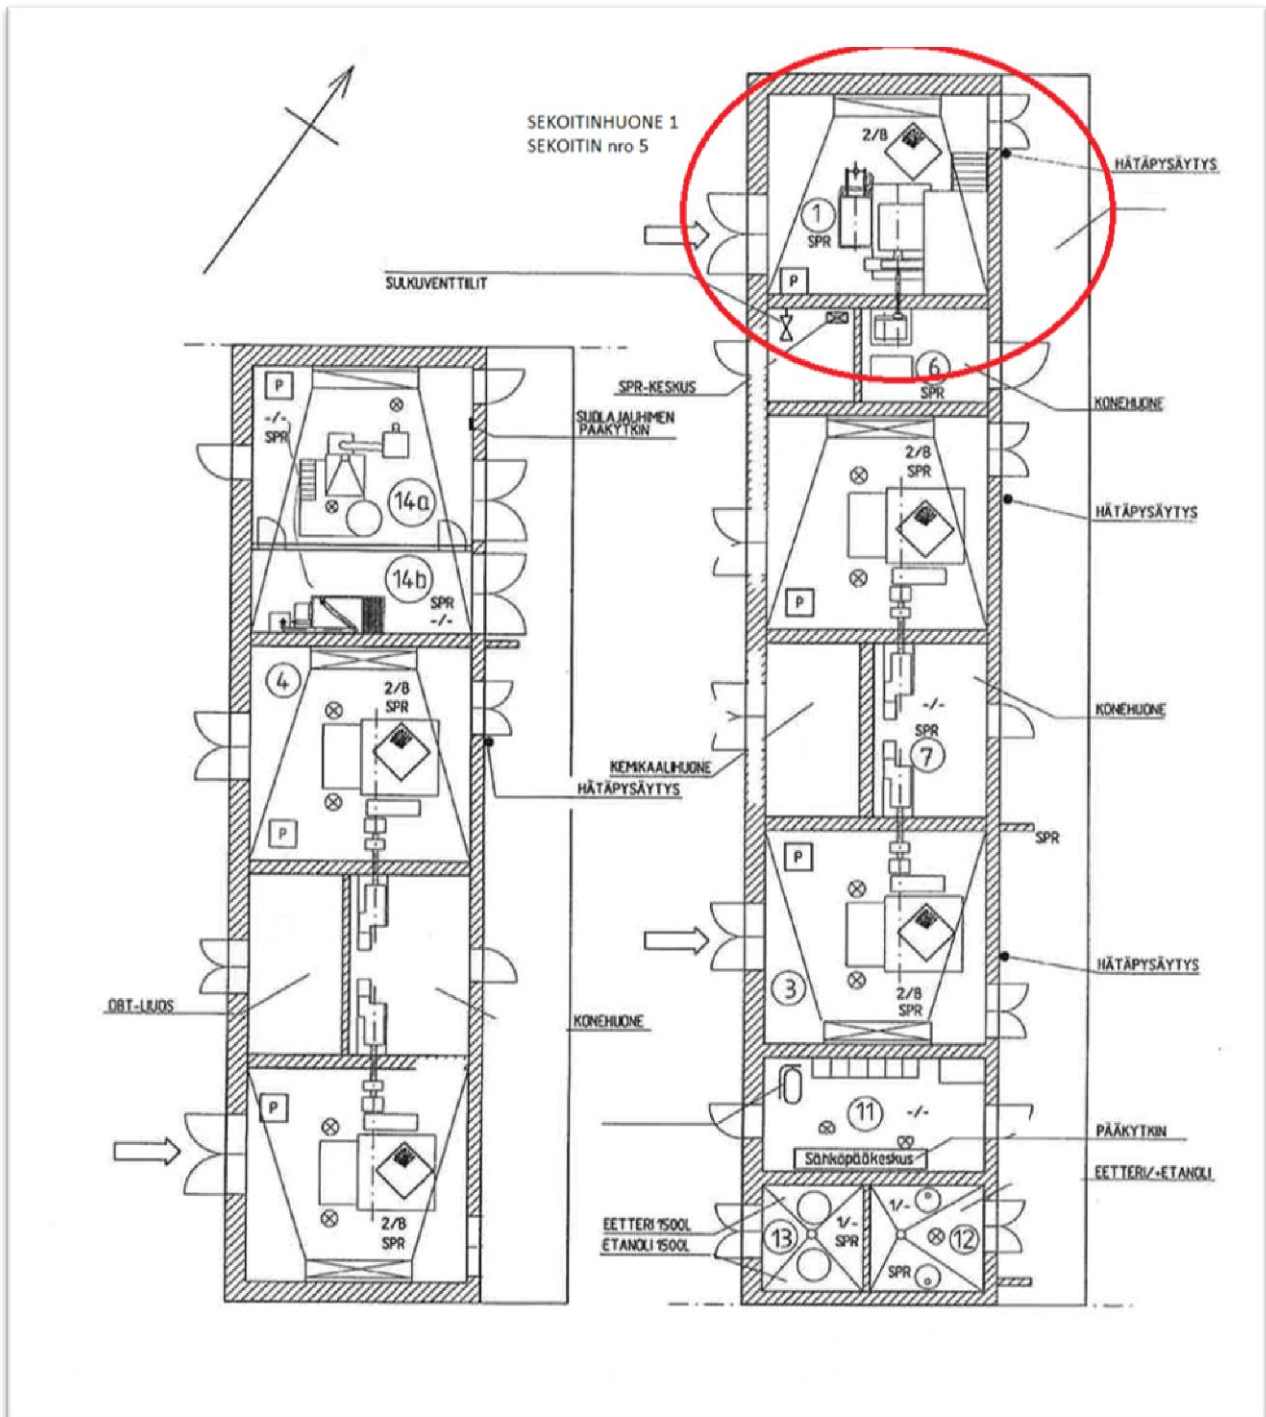 SEKOITINHUONE 1
SEKOITIN nro 5
2/8
HÄTÄPYSÄYTYS
1
SPR
P
SULKUVENTTIILIT
SPR-KESKUS
6
SPR
KONEHUONE
P
-/-
SPR
SUOLAJAUHIMEN
PÄÄKYTKIN
14a
14b
SPR
-/-
2/8
SPR
HÄTÄPYSÄYTYS
P
4
2/8
SPR
HÄTÄPYSÄYTYS
P
KEMIKAALIHUONE
-/-
SPR
7
KONEHUONE
SPR
P
3
2/8
SPR
HÄTÄPYSÄYTYS
OBT-LIUOS
KONEHUONE
P
2/8
SPR
11
-/-
Sähköpääkeskus
PÄÄKYTKIN
EETTERI/+ETANOLI
EETTERI 1500L
ETANOLI 1500L
13
1/-
SPR
1/-
12
SPR